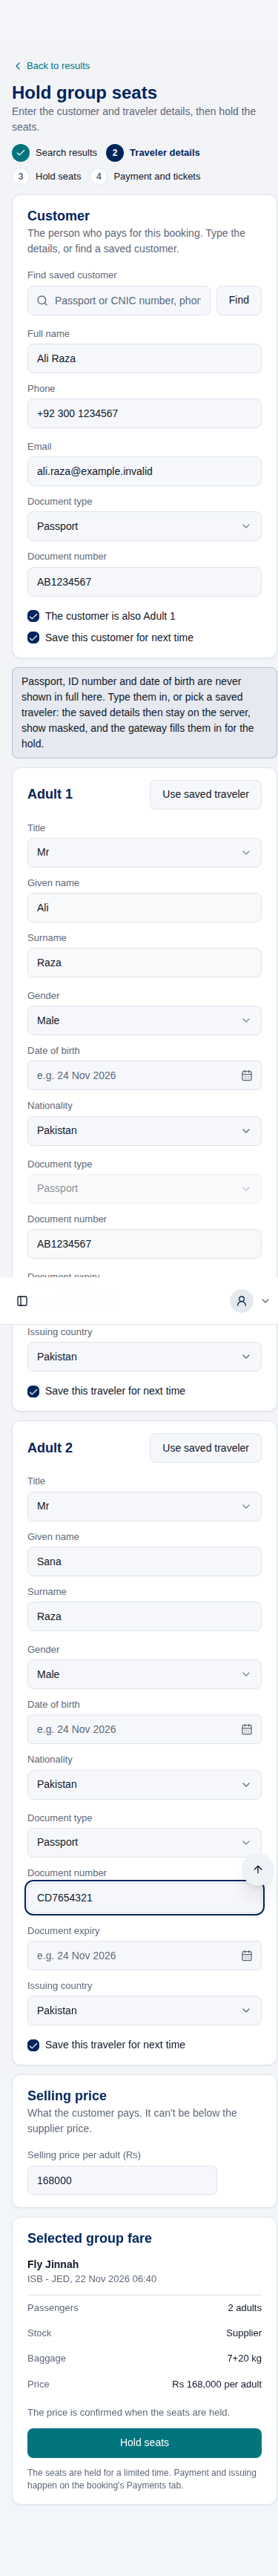 Back to results
Hold group seats
Enter the customer and traveler details, then hold the
seats.
Search results 2 Traveler details
3 Hold seats 4 Payment and tickets
Customer
The person who pays for this booking. Type the
details, or find a saved customer.
Find saved customer
Passport or CNIC number, phor Find
Full name
Ali Raza
Phone
+92 300 1234567
Email
ali.raza@example.invalid
Document type
Passport
Document number
AB1234567
The customer is also Adult 1
Save this customer for next time
Passport, ID number and date of birth are never
shown in full here. Type them in, or pick a saved
traveler: the saved details then stay on the server,
show masked, and the gateway fills them in for the
hold.
Adult 1 Use saved traveler
Title
Mr
Given name
Ali
Surname
Raza
Gender
Male
Date of birth
e.g. 24 Nov 2026
Nationality
Pakistan
Document type
Passport
Document number
AB1234567
Document expiry
Issuing country
Pakistan
Save this traveler for next time
Adult 2 Use saved traveler
Title
Mr
Given name
Sana
Surname
Raza
Gender
Male
Date of birth
e.g. 24 Nov 2026
Nationality
Pakistan
Document type
Passport
Document number
CD7654321
Document expiry
e.g. 24 Nov 2026
Issuing country
Pakistan
Save this traveler for next time
Selling price
What the customer pays. It can't be below the
supplier price.
Selling price per adult (Rs)
168000
Selected group fare
Fly Jinnah
ISB - JED, 22 Nov 2026 06:40
Passengers 2 adults
Stock Supplier
Baggage 7+20 kg
Price Rs 168,000 per adult
The price is confirmed when the seats are held.
Hold seats
The seats are held for a limited time. Payment and issuing
happen on the booking's Payments tab.